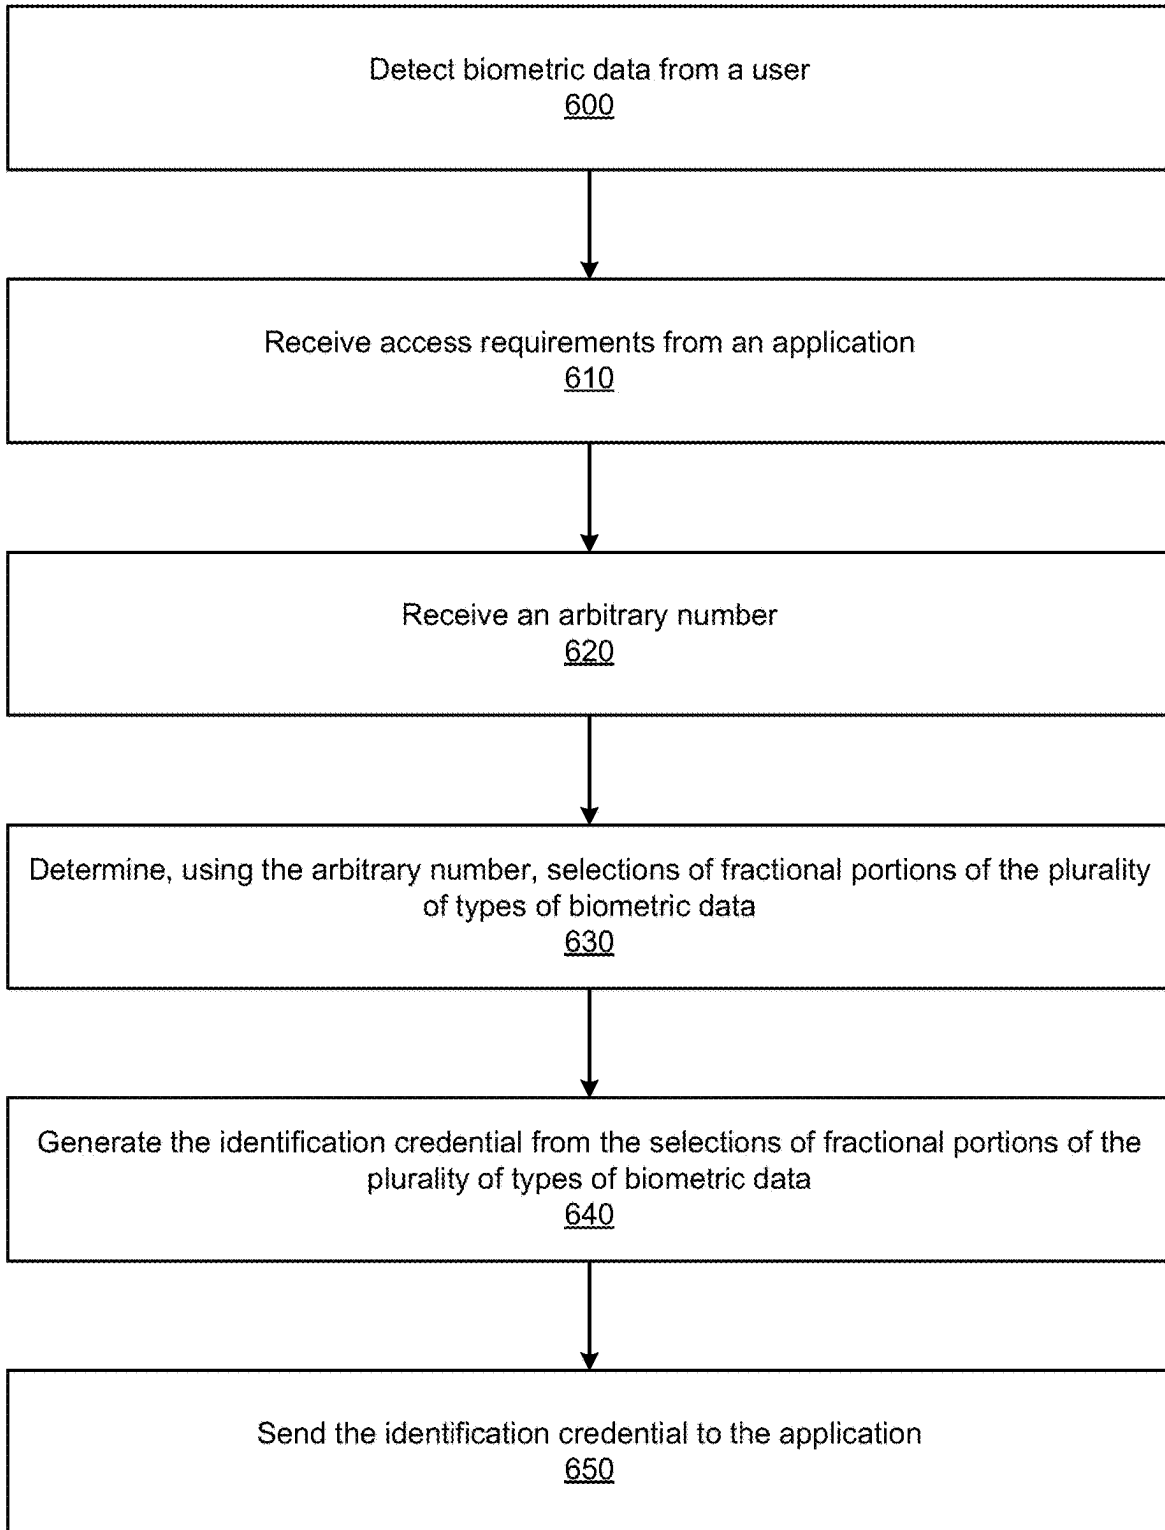 Detect biometric data from a user
600
Receive access requirements from an application
610
Receive an arbitrary number
620
Determine, using the arbitrary number, selections of fractional portions of the plurality
of types of biometric data
630
Generate the identification credential from the selections of fractional portions of the
plurality of types of biometric data
640
Send the identification credential to the application
650